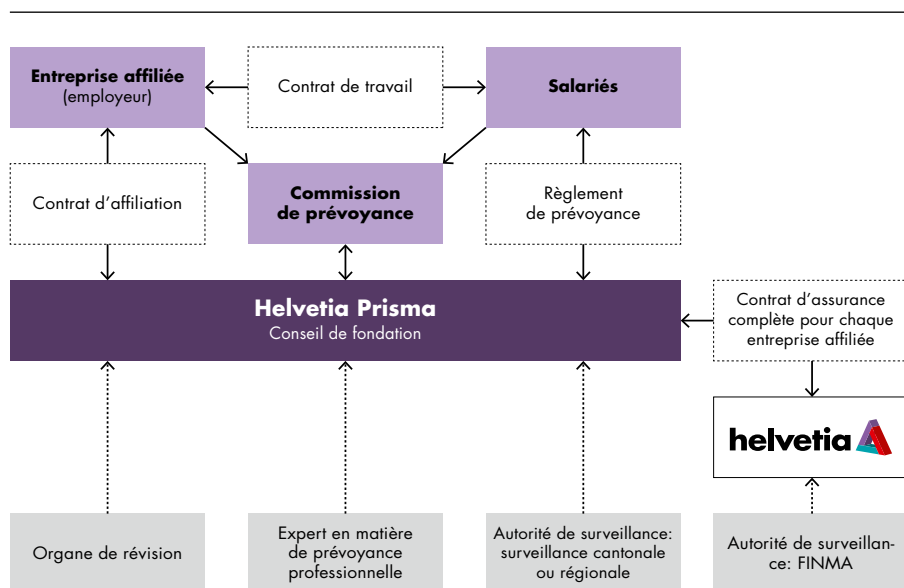 Entreprise affiliée
(employeur)
Contrat de travail
Salariés
Contrat d'affiliation
Commission
de prévoyance
Règlement
de prévoyance
Helvetia Prisma
Conseil de fondation
Contrat d'assurance
complète pour chaque
entreprise affiliée
helvetia
Organe de révision
Expert en matière
de prévoyance
professionnelle
Autorité de surveillance:
surveillance cantonale
ou régionale
Autorité de surveillan-
ce: FINMA